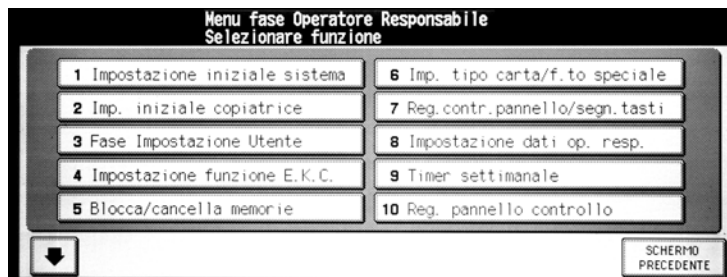 Menu fase Operatore Responsabile
Selezionare funzione
1 Impostazione iniziale sistema
2 Imp. iniziale copiatrice
3 Fase Impostazione Utente
4 Impostazione funzione E.K.C.
5 Blocca/cancella memorie
6 Imp. tipo carta/f.to speciale
7 Reg.contr.pannello/segn.tasti
8 Impostazione dati op. resp.
9 Timer settimanale
10 Reg. pannello controllo
SCHERMO
PRECEDENTE